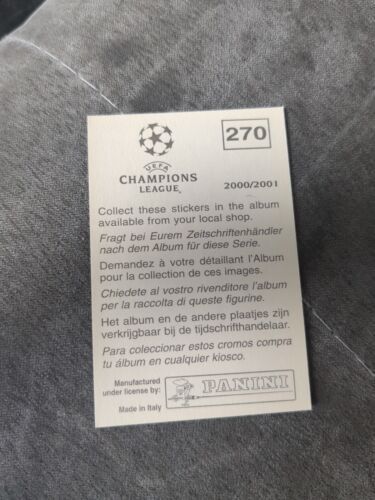 270
UEFA
CHAMPIONS
LEAGUE
2000/2001
Collect these stickers in the album
available from your local shop.
Fragt bei Eurem Zeitschriftenhändler
nach dem Album für diese Serie.
Demandez à votre détaillant l'Album
pour la collection de ces images.
Chiedete al vostro rivenditore l'album
per la raccolta di queste figurine.
Het album en de andere plaatjes zijn
verkrijgbaar bij de tijdschrifthandelaar.
Para coleccionar estos cromos compra
tu álbum en cualquier kiosco.
Manufactured
under license by:
PANINI
Made in Italy